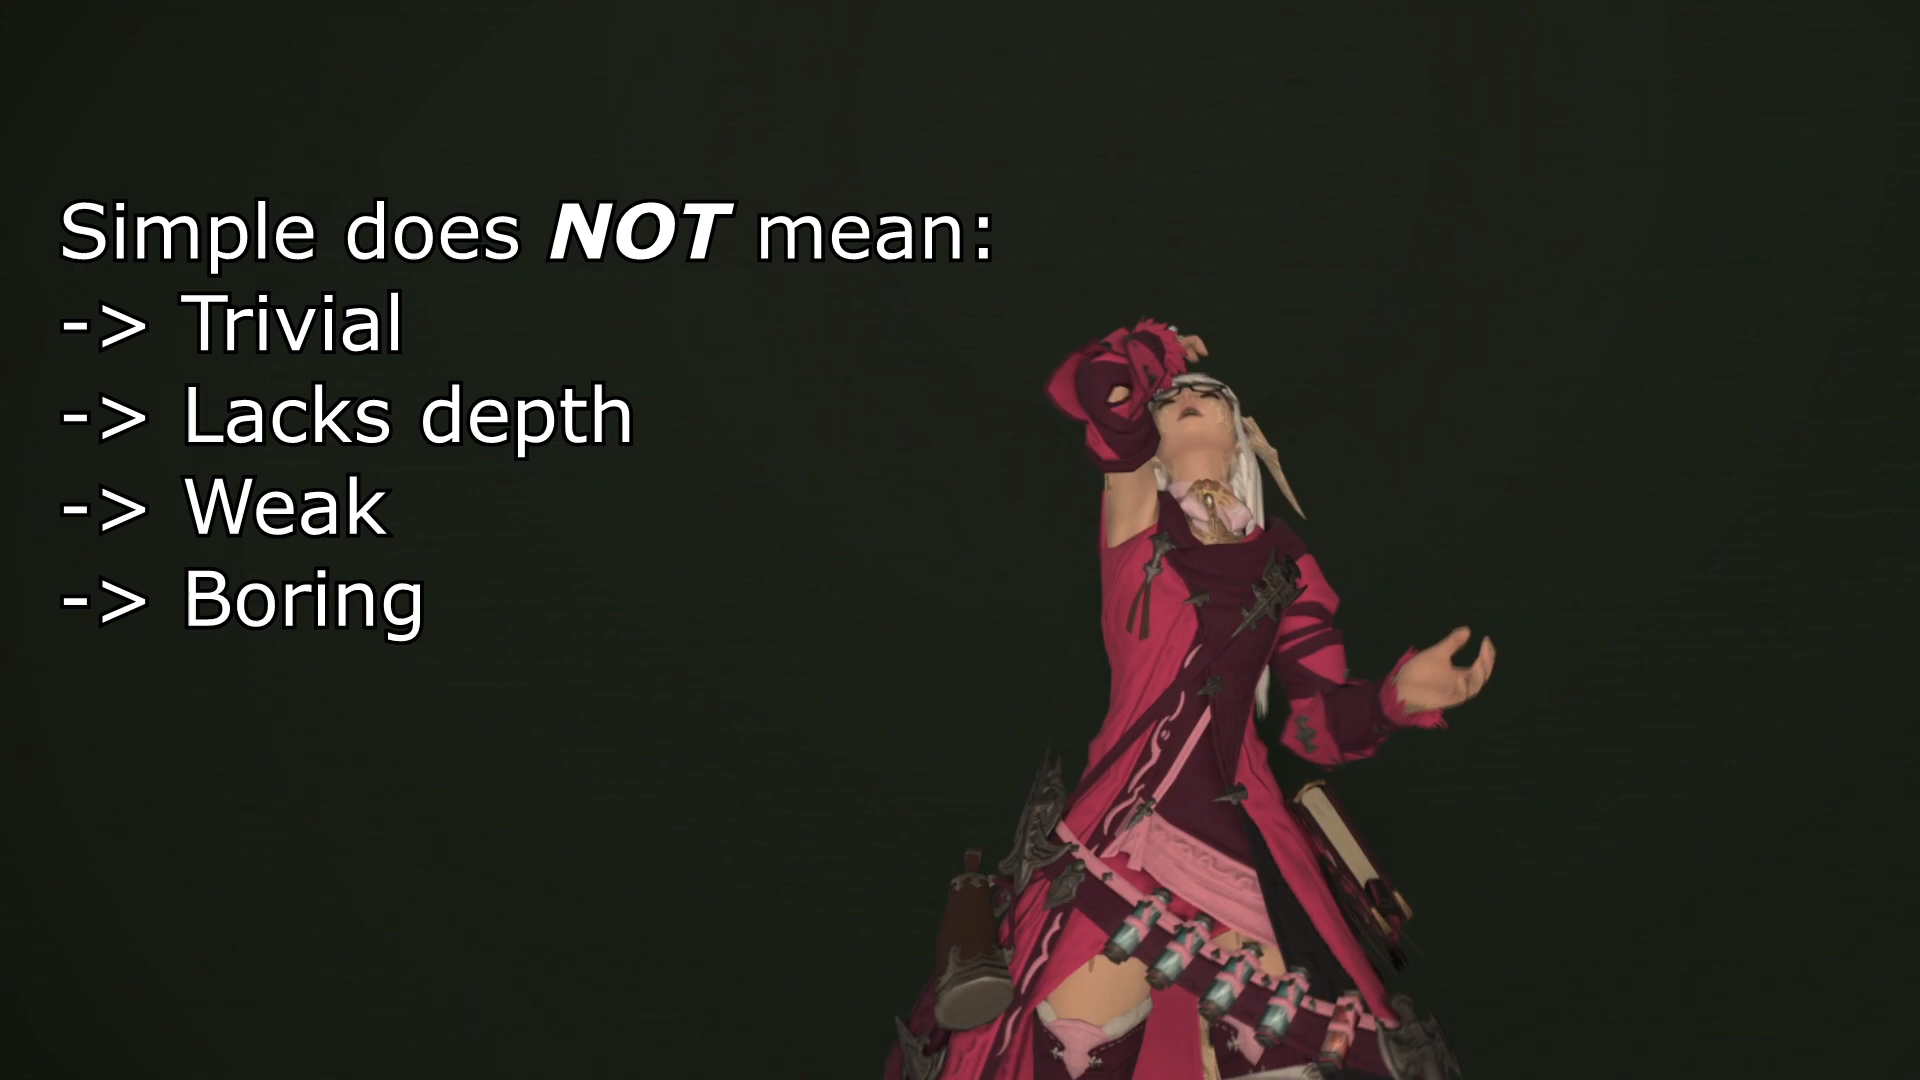 Simple does NOT mean:
-> Trivial
-> Lacks depth
-> Weak
-> Boring